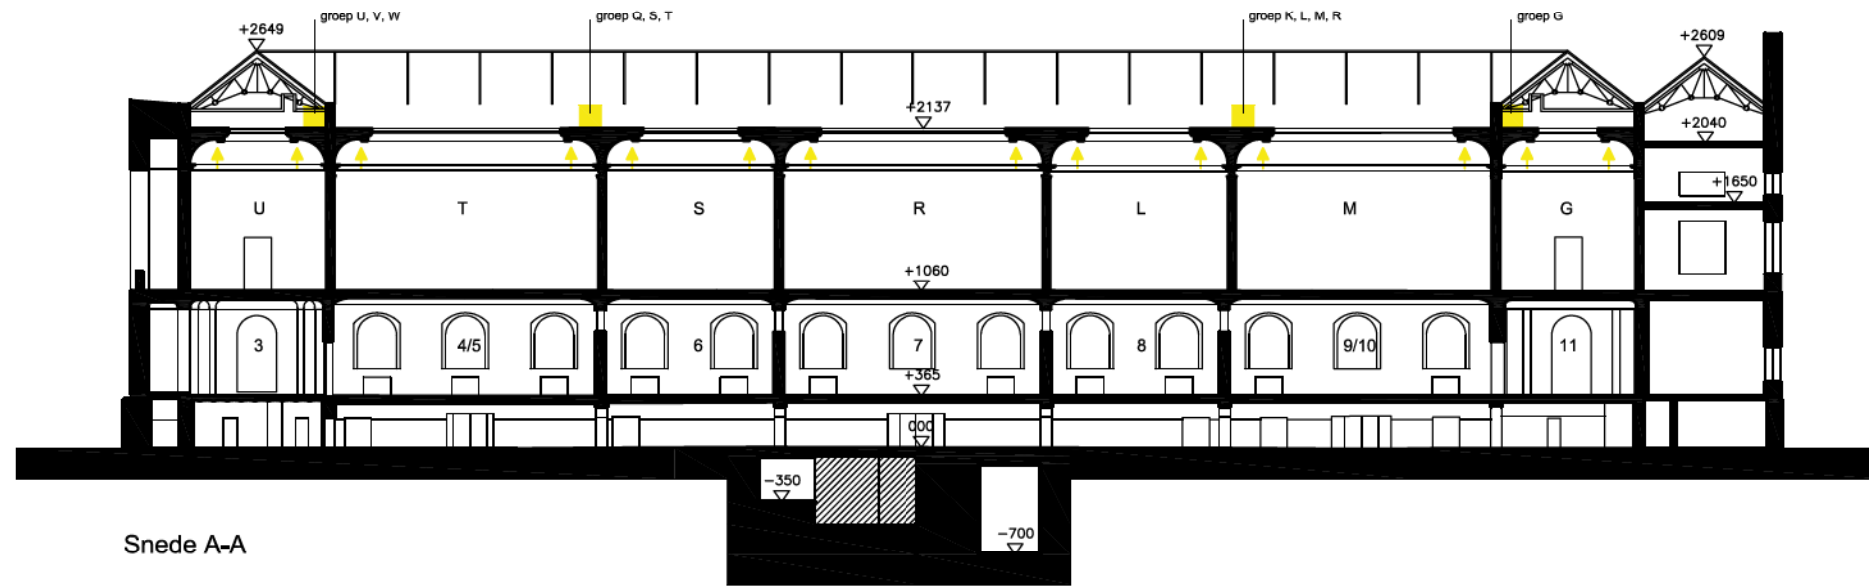 groep U, V, W
groep Q, S, T
groep K, L, M, R
groep G
+2649
+2609
+2137
+2040
+1650
U
T
S
R
L
M
G
+1060
3
4/5
6
7
8
9/10
11
+365
000
-350
-700
Snede A-A